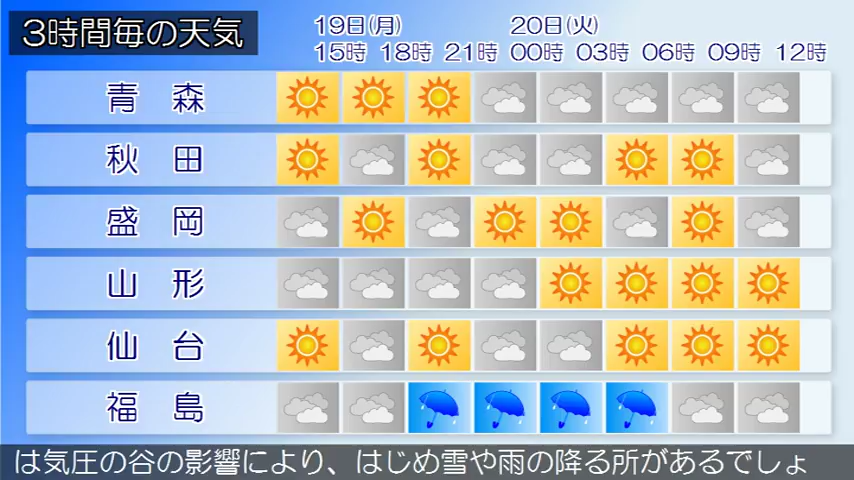 3時間毎の天気
19日(月) 20日(火)
15時 18時 21時 00時 03時 06時 09時 12時
青森
秋田
盛岡
山形
仙台
福島
は気圧の谷の影響により、はじめ雪や雨の降る所があるでしょ